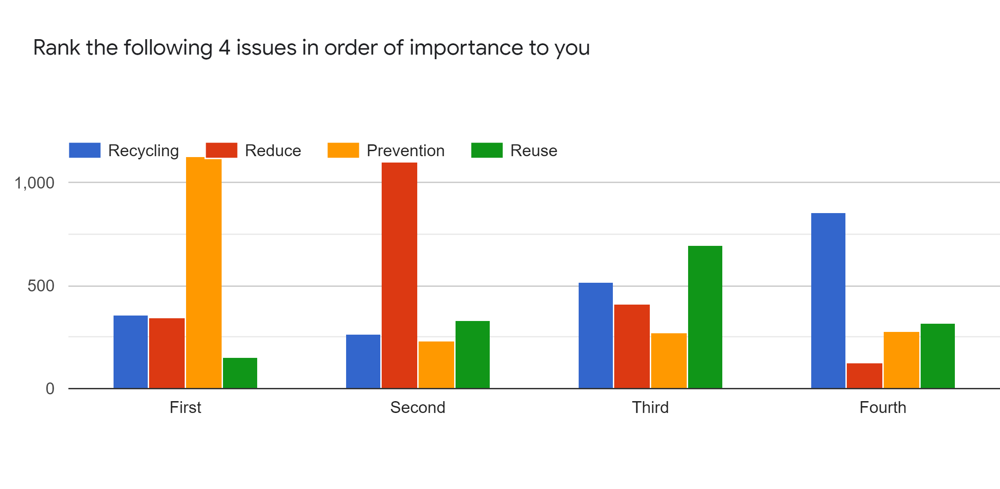 Rank the following 4 issues in order of importance to you
Recycling Reduce Prevention Reuse
1,000
500
0
First Second Third Fourth